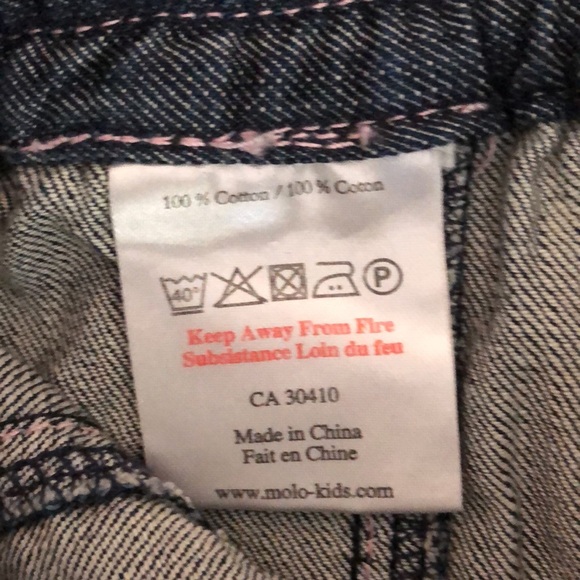 100 % Cotton / 100 % Coton
40°
P
Keep Away From Fire
Subsistance Loin du feu
CA 30410
Made in China
Fait en Chine
www.molo-kids.com